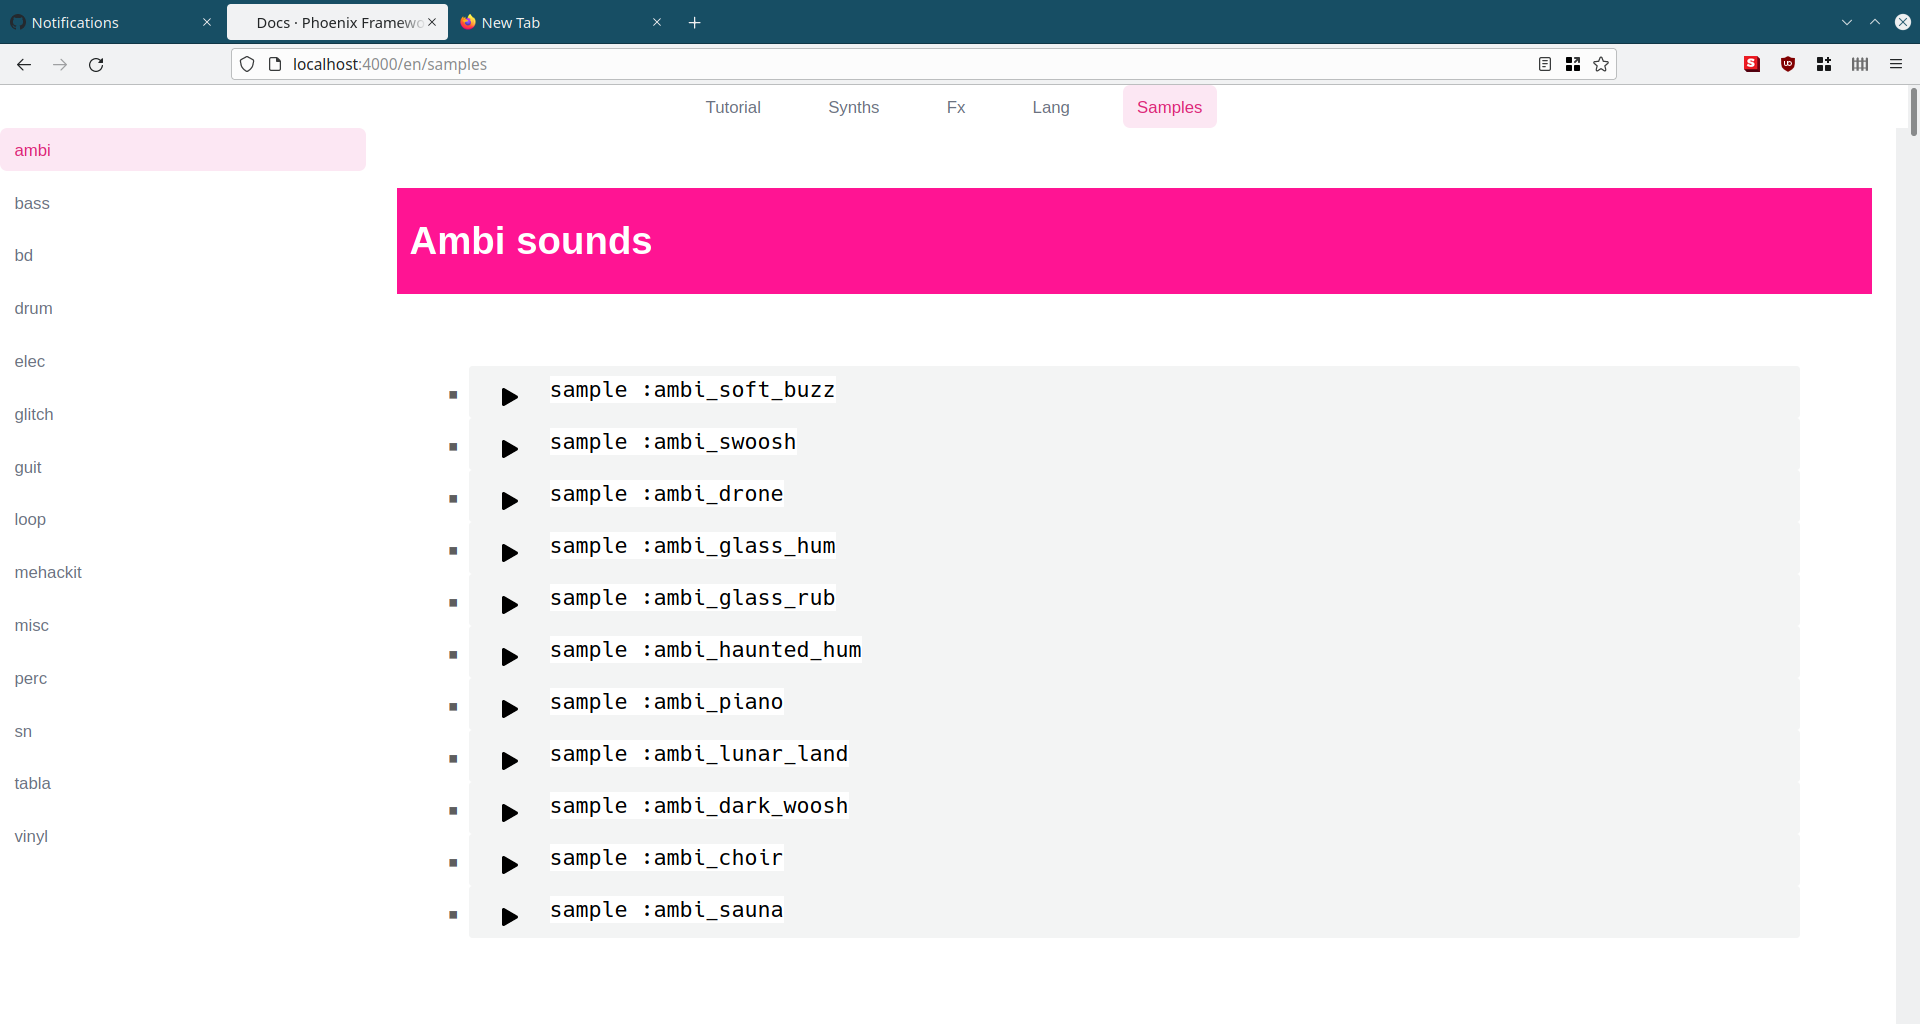 Notifications
Docs · Phoenix Framewo
New Tab
localhost:4000/en/samples
Tutorial Synths Fx Lang Samples
ambi
bass
bd
drum
elec
glitch
guit
loop
mehackit
misc
perc
sn
tabla
vinyl
Ambi sounds
sample :ambi_soft_buzz
sample :ambi_swoosh
sample :ambi_drone
sample :ambi_glass_hum
sample :ambi_glass_rub
sample :ambi_haunted_hum
sample :ambi_piano
sample :ambi_lunar_land
sample :ambi_dark_woosh
sample :ambi_choir
sample :ambi_sauna